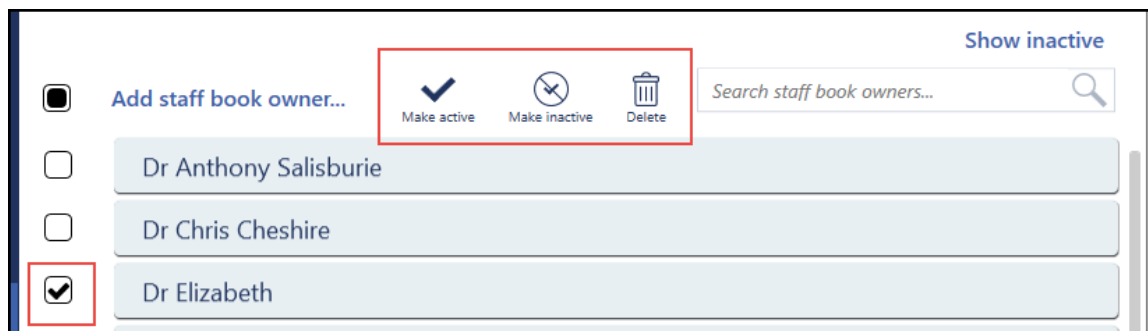 Show inactive
Add staff book owner...
Make active
Make inactive
Delete
Search staff book owners...
Dr Anthony Salisburie
Dr Chris Cheshire
Dr Elizabeth